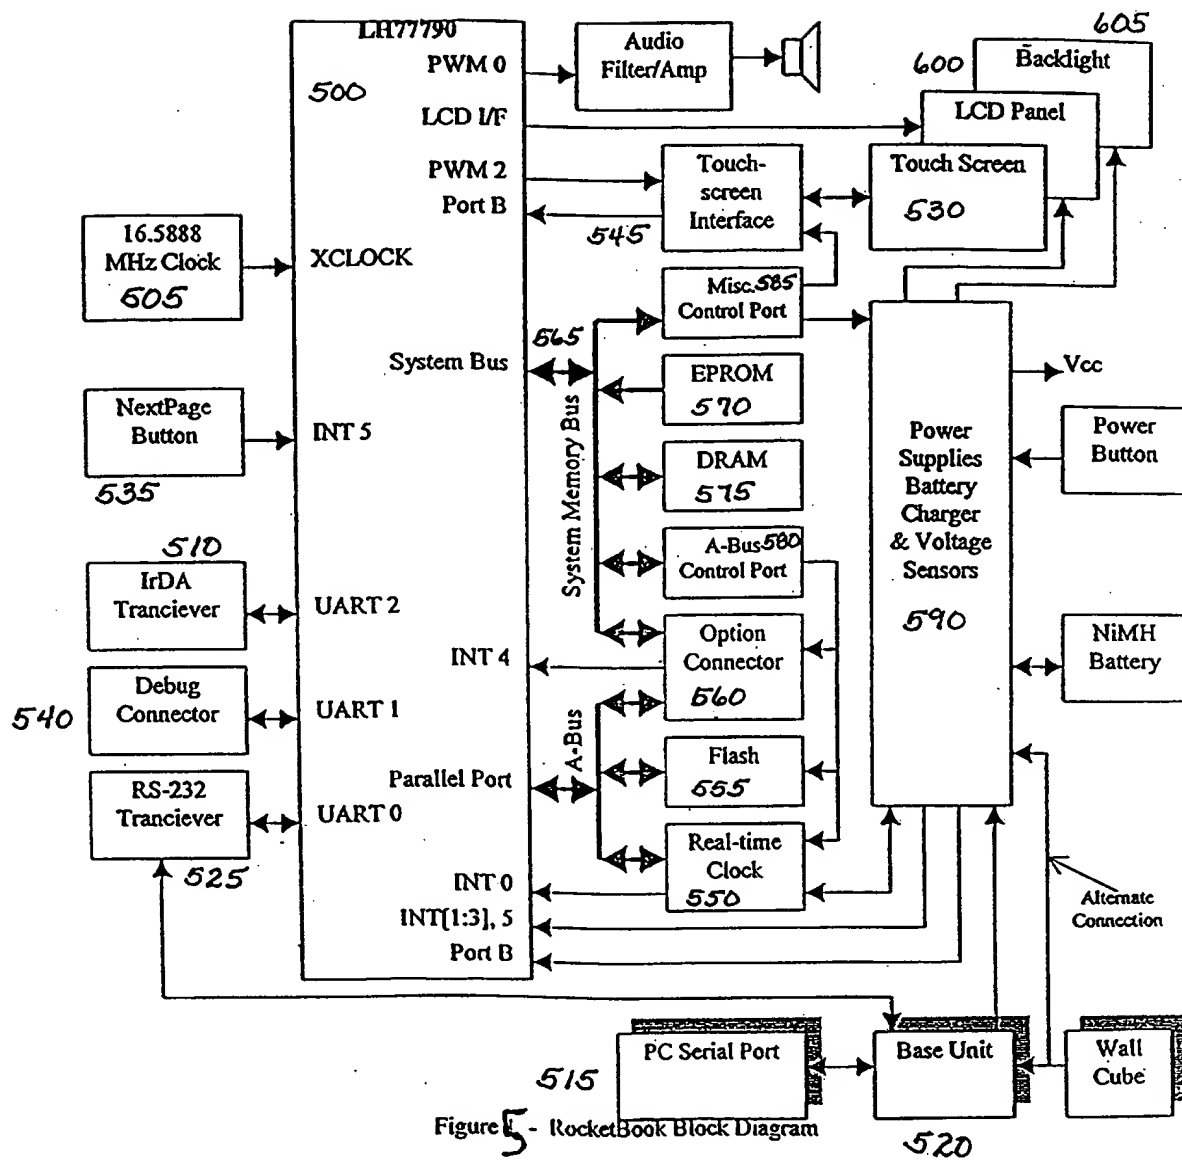 LH77790
500
PWM 0
LCD I/F
PWM 2
Port B
XCLOCK
System Bus
INT 5
UART 2
INT 4
UART 1
Parallel Port
UART 0
INT 0
INT[1:3], 5
Port B
Audio
Filter/Amp
605
Backlight
600
LCD Panel
Touch Screen
530
Touch-
screen
Interface
545
16.5888
MHz Clock
505
Misc. 585
Control Port
565
EPROM
570
System Memory Bus
DRAM
575
A-Bus 580
Control Port
Option
Connector
560
A-Bus
Flash
555
Real-time
Clock
550
NextPage
Button
535
510
IrDA
Tranciever
Debug
Connector
540
RS-232
Tranciever
525
Power
Supplies
Battery
Charger
& Voltage
Sensors
590
Vcc
Power
Button
NiMH
Battery
Alternate
Connection
PC Serial Port
515
Base Unit
520
Wall
Cube
Figure 5 - RocketBook Block Diagram